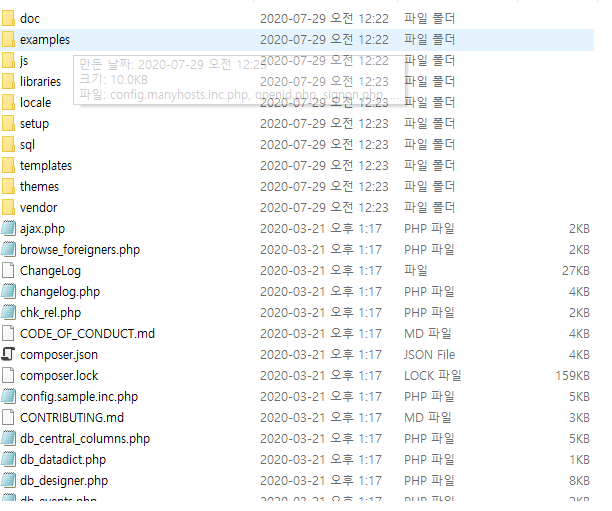 doc 2020-07-29 오전 12:22 파일 폴더
examples 2020-07-29 오전 12:22 파일 폴더
js 2020-07-29 오전 12:22 파일 폴더
만든 날짜: 2020-07-29 오전 12:22
크기: 10.0KB
파일: config.manyhosts.inc.php, openid.php, signon.php
libraries 2020-07-29 오전 12:23 파일 폴더
locale 2020-07-29 오전 12:23 파일 폴더
setup 2020-07-29 오전 12:23 파일 폴더
sql 2020-07-29 오전 12:23 파일 폴더
templates 2020-07-29 오전 12:23 파일 폴더
themes 2020-07-29 오전 12:23 파일 폴더
vendor 2020-07-29 오전 12:23 파일 폴더
ajax.php 2020-03-21 오후 1:17 PHP 파일 2KB
browse_foreigners.php 2020-03-21 오후 1:17 PHP 파일 2KB
ChangeLog 2020-03-21 오후 1:17 파일 27KB
changelog.php 2020-03-21 오후 1:17 PHP 파일 4KB
chk_rel.php 2020-03-21 오후 1:17 PHP 파일 2KB
CODE_OF_CONDUCT.md 2020-03-21 오후 1:17 MD 파일 4KB
composer.json 2020-03-21 오후 1:17 JSON File 4KB
composer.lock 2020-03-21 오후 1:17 LOCK 파일 159KB
config.sample.inc.php 2020-03-21 오후 1:17 PHP 파일 5KB
CONTRIBUTING.md 2020-03-21 오후 1:17 MD 파일 3KB
db_central_columns.php 2020-03-21 오후 1:17 PHP 파일 5KB
db_datadict.php 2020-03-21 오후 1:17 PHP 파일 1KB
db_designer.php 2020-03-21 오후 1:17 PHP 파일 8KB
db_events.php